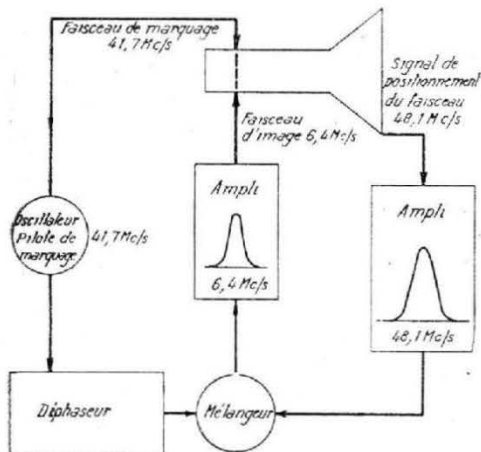 Faisceau de marquage
41,7 Mc/s
Signal de
positionnement
du faisceau
48,1 Mc/s
Faisceau
d'image 6,4 Mc/s
Ampli
6,4 Mc/s
Ampli
48,1 Mc/s
Oscillateur
Pilote de
marquage
41,7 Mc/s
Déphaseur
Mélangeur